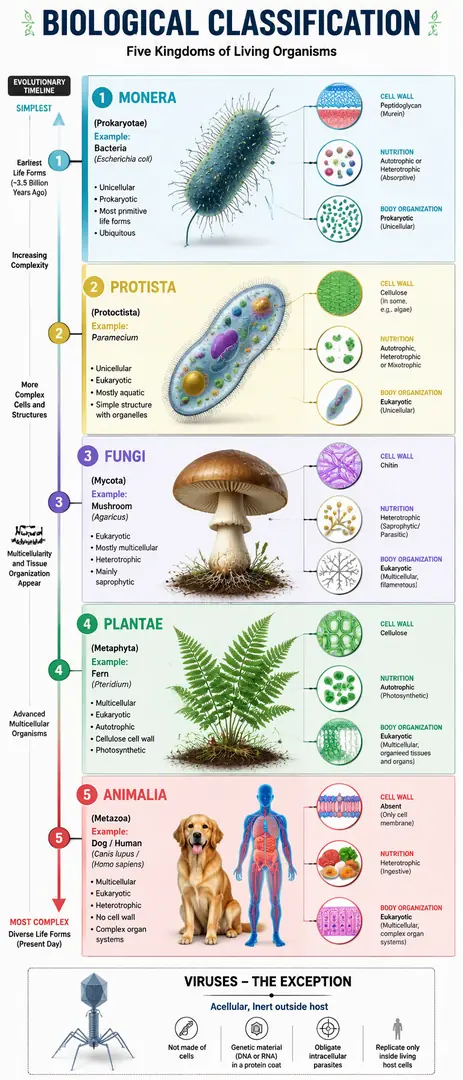 BIOLOGICAL CLASSIFICATION
Five Kingdoms of Living Organisms
EVOLUTIONARY
TIMELINE
SIMPLEST
1
Earirest
Life Forms
(~3.5 Billion
Years Ago)
Increasing
Complexity
2
More
Complex
Cells and
Structures
3
Multicellularity
and Tissue
Organization
Appear
4
Advanced
Multicellular
Organisms
5
MOST COMPLEX
Diverse Life Forms
(Present Day)
1 MONERA
(Prokaryotae)
Example:
Bacteria
(Escherichia coli)
• Unicellular
• Prokaryotic
• Most prmitive
life forms
• Ubiquitous
CELL WALL
Peptidoglycan
(Murein)
NUTRITION
Autotrophic or
Heterotrophic
(Absorptive)
BODY ORGANIZATION
Prokaryotic
(Unicellular)
2 PROTISTA
(Protoctista)
Example:
Paramecium
• Unicellular
• Eukaryotic
• Mostly aquatic
• Simple structure
with organelles
CELL WALL
Cellulose
(in some,
e.g., algae)
NUTRITION
Autotrophic,
Heterotrophic
or Mixotrophic
BODY ORGANIZATION
Eukaryotic
(Unicellular)
3 FUNGI
(Mycota)
Example:
Mushroom
(Agaricus)
• Eukaryotic
• Mostly multicellular
• Heterotrophic
• Mainly
saprophytic
CELL WALL
Chitin
NUTRITION
Heterotrophic
(Saprophytic/
Parasitic)
BODY ORGANIZATION
Eukaryotic
(Multicellular,
4 PLANTAE
(Metaphyta)
Example:
Fern
(Pteridium)
• Multicellular
• Eukaryotic
• Autotrophic
• Cellulose cell wall
• Photosynthetic
CELL WALL
Cellulose
NUTRITION
Autotrophic
(Photosynthetic)
BODY ORGANIZATION
Eukaryotic
(Multicellular,
tissues
and organs)
5 ANIMALIA
(Metazoa)
Example:
Dog / Human
(Canis lupus /
(Homo sapiens)
• Multicellular
• Eukaryotic
• Heterotrophic
• No cell wall
• Complex organ
systems
CELL WALL
Absent
(Only cell
membrane)
NUTRITION
Heterotrophic
(Ingestive)
BODY ORGANIZATION
Eukaryotic
(Multicellular,
complex organ
systems)
VIRUSES – THE EXCEPTION
Acellular, Inert outside host
Not made of
cells
Genetic material
(DNA or RNA)
in a protein coat
Obligate
intracellular
parasites
Replicate only
inside living
host cells